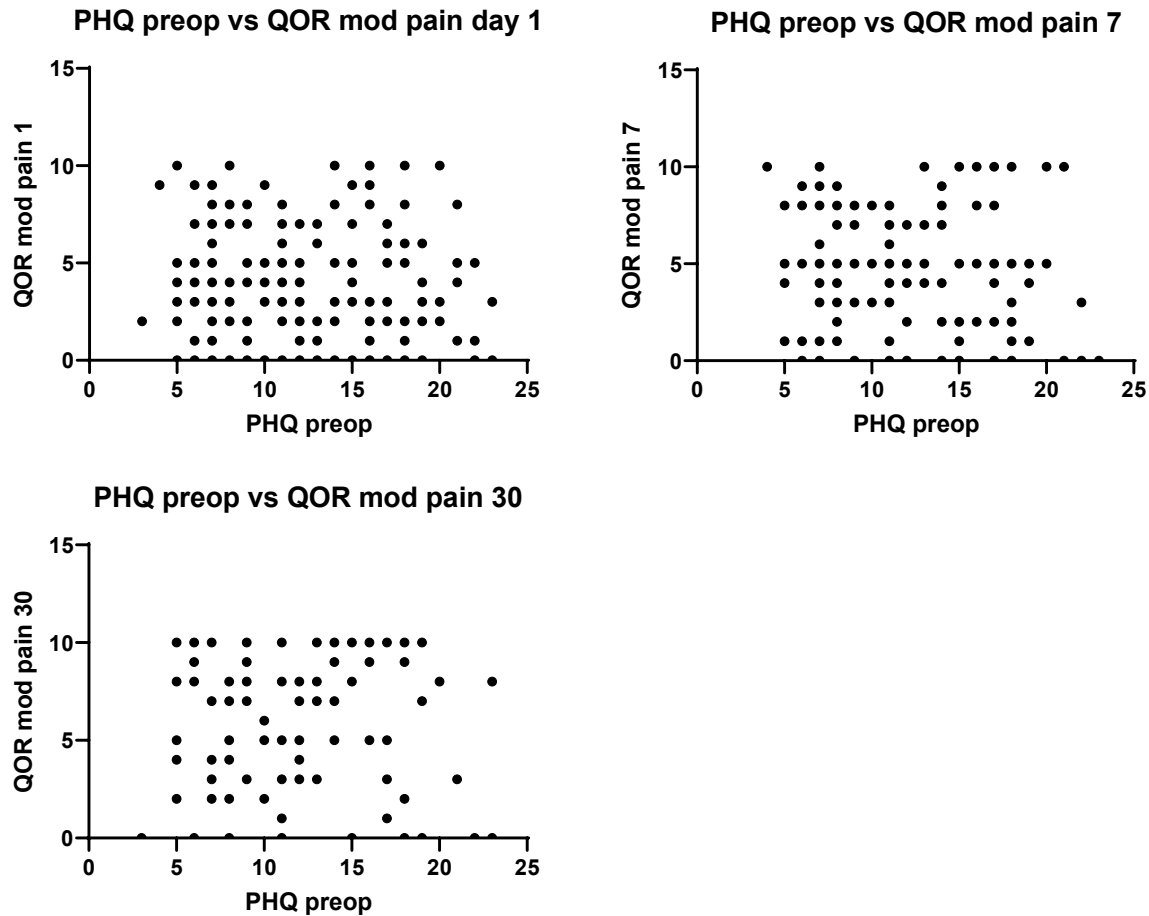 PHQ preop vs QOR mod pain day 1
15
10
5
0
QOR mod pain 1
0 5 10 15 20 25
PHQ preop
PHQ preop vs QOR mod pain 7
15
10
5
0
QOR mod pain 7
0 5 10 15 20 25
PHQ preop
PHQ preop vs QOR mod pain 30
15
10
5
0
QOR mod pain 30
0 5 10 15 20 25
PHQ preop